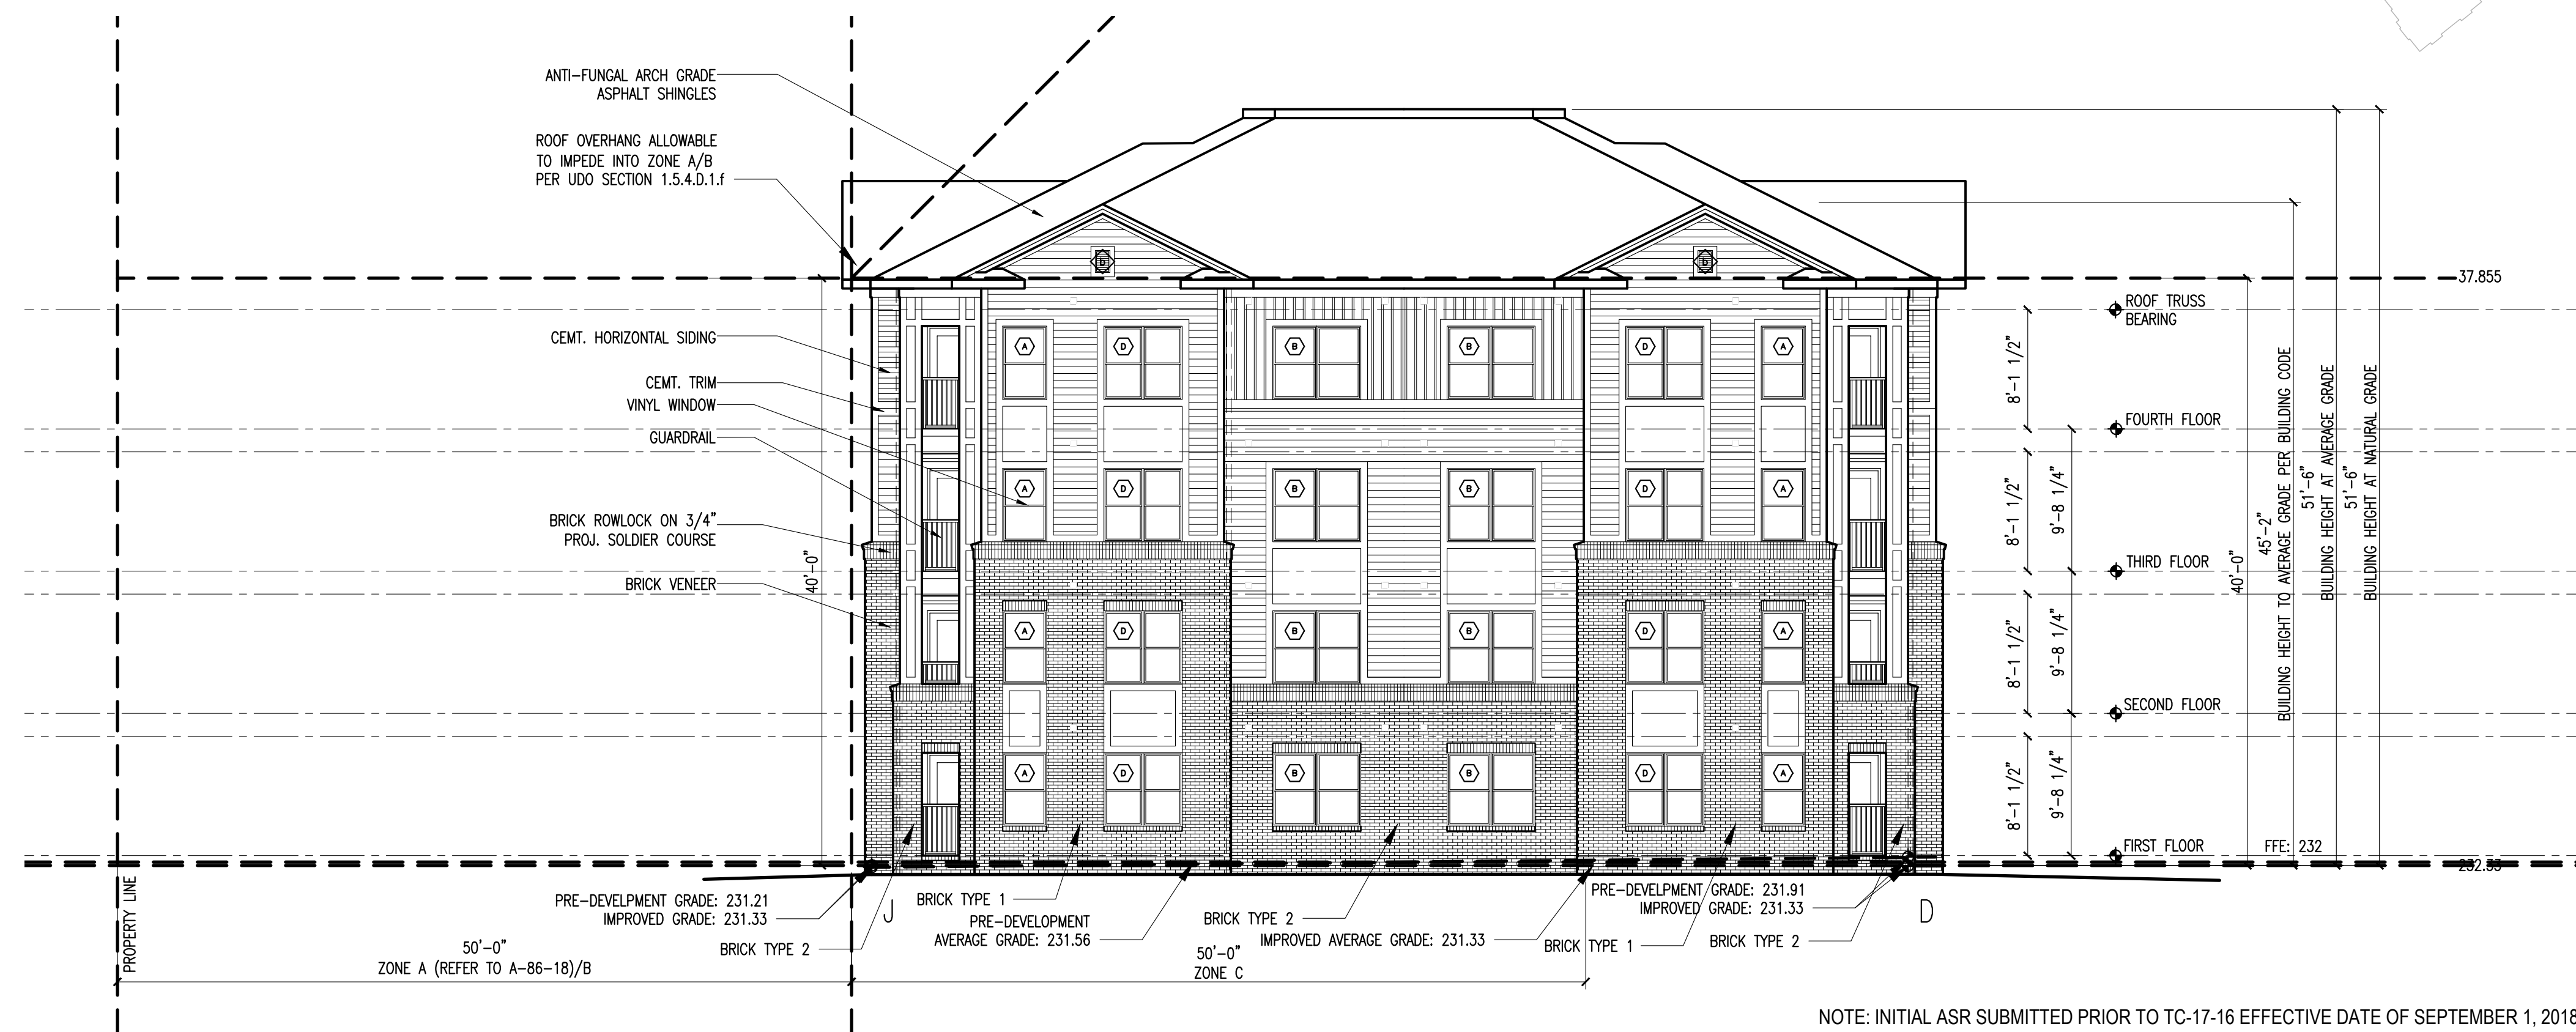 ANTI-FUNGAL ARCH GRADE
ASPHALT SHINGLES
ROOF OVERHANG ALLOWABLE
TO IMPEDE INTO ZONE A/B
PER UDO SECTION 1.5.4.D.1.f
CEMT. HORIZONTAL SIDING
CEMT. TRIM
VINYL WINDOW
GUARDRAIL
BRICK ROWLOCK ON 3/4"
PROJ. SOLDIER COURSE
BRICK VENEER
40'-0"
b
b
A
D
B
B
D
A
A
D
B
B
D
A
A
D
B
B
D
A
A
D
B
B
D
A
37.855
ROOF TRUSS
BEARING
FOURTH FLOOR
THIRD FLOOR
SECOND FLOOR
FIRST FLOOR
FFE: 232
8'-1 1/2"
8'-1 1/2"
8'-1 1/2"
8'-1 1/2"
9'-8 1/4"
9'-8 1/4"
9'-8 1/4"
40'-0"
45'-2"
BUILDING HEIGHT TO AVERAGE GRADE PER BUILDING CODE
51'-6"
BUILDING HEIGHT AT AVERAGE GRADE
51'-6"
BUILDING HEIGHT AT NATURAL GRADE
PROPERTY LINE
PRE-DEVELPMENT GRADE: 231.21
IMPROVED GRADE: 231.33
J
BRICK TYPE 2
BRICK TYPE 1
PRE-DEVELOPMENT
AVERAGE GRADE: 231.56
BRICK TYPE 2
IMPROVED AVERAGE GRADE: 231.33
PRE-DEVELPMENT GRADE: 231.91
IMPROVED GRADE: 231.33
BRICK TYPE 1
BRICK TYPE 2
D
50'-0"
ZONE A (REFER TO A-86-18)/B
50'-0"
ZONE C
NOTE: INITIAL ASR SUBMITTED PRIOR TO TC-17-16 EFFECTIVE DATE OF SEPTEMBER 1, 2018